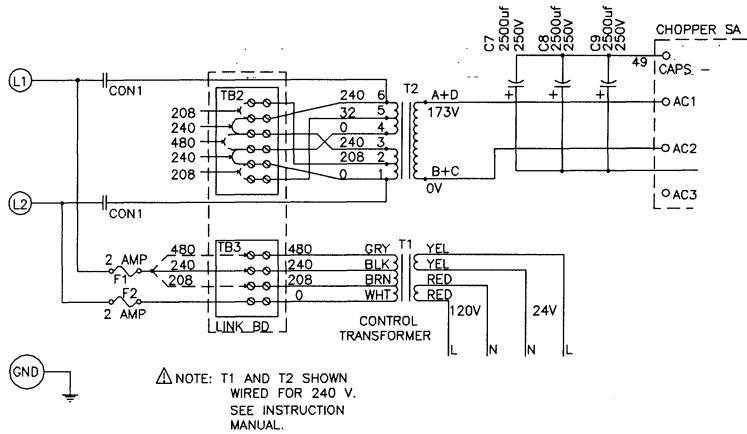 C7
2500uf
250V
C8
2500uf
250V
C9
2500uf
250V
CHOPPER SA
49
CAPS -
L1
CON1
TB2
240 6
32 5
0 4
240 3
208 2
0 1
208
240
480
240
208
T2
A+D
173V
B+C
0V
+
+
+
AC1
AC2
AC3
L2
CON1
480
240
208
2 AMP
F1
F2
2 AMP
TB3
480
240
208
0
LINK BD
GRY
BLK
BRN
WHT
T1
YEL
YEL
RED
RED
CONTROL
TRANSFORMER
120V
24V
L
N
N
L
GND
NOTE: T1 AND T2 SHOWN
WIRED FOR 240 V.
SEE INSTRUCTION
MANUAL.